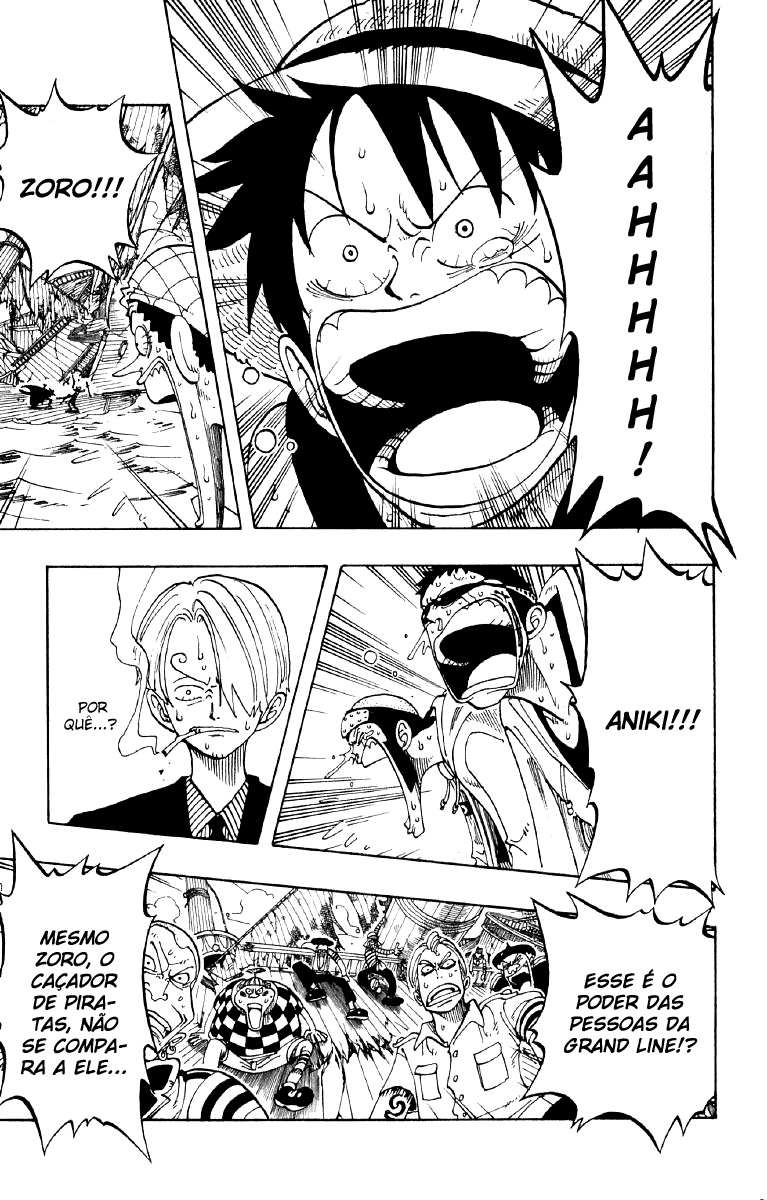 AAHHHHH!
ZORO!!!
ANIKI!!!
POR
QUÊ...?
ESSE É O
PODER DAS
PESSOAS DA
GRAND LINE!?
MESMO
ZORO, O
CAÇADOR
DE PIRA-
TAS, NÃO
SE COMPA-
RA A ELE...